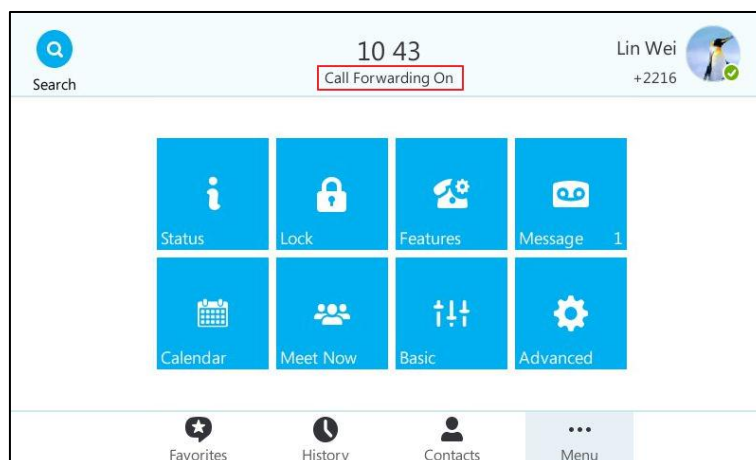 10 43
Lin Wei
Call Forwarding On
+2216
Search
Status
Lock
Features
Message 1
Calendar
Meet Now
Basic
Advanced
Favorites
History
Contacts
Menu